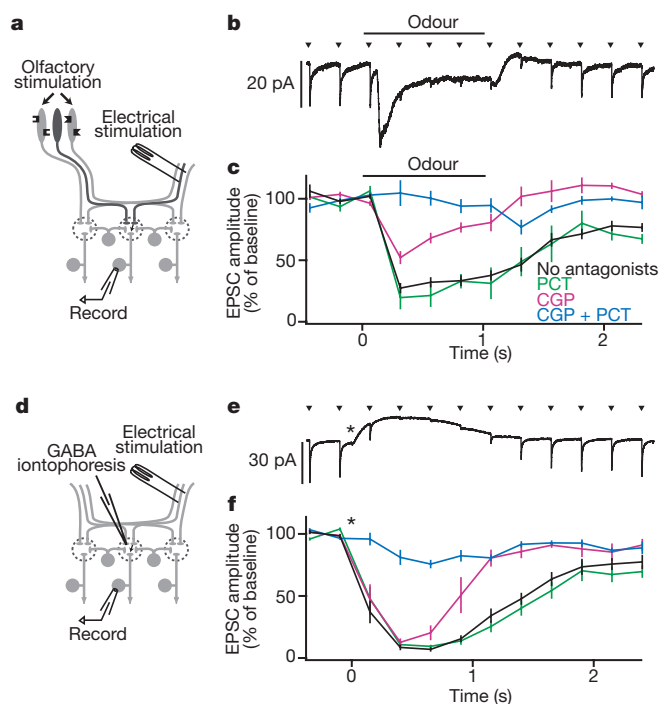 a
Olfactory
stimulation
Electrical
stimulation
Record
b
Odour
20 pA
c
Odour
EPSC amplitude
(% of baseline)
100
50
0
No antagonists
PCT
CGP
CGP + PCT
0
1
2
Time (s)
d
GABA
iontophoresis
Electrical
stimulation
Record
e
*
30 pA
f
*
EPSC amplitude
(% of baseline)
100
50
0
0
1
2
Time (s)